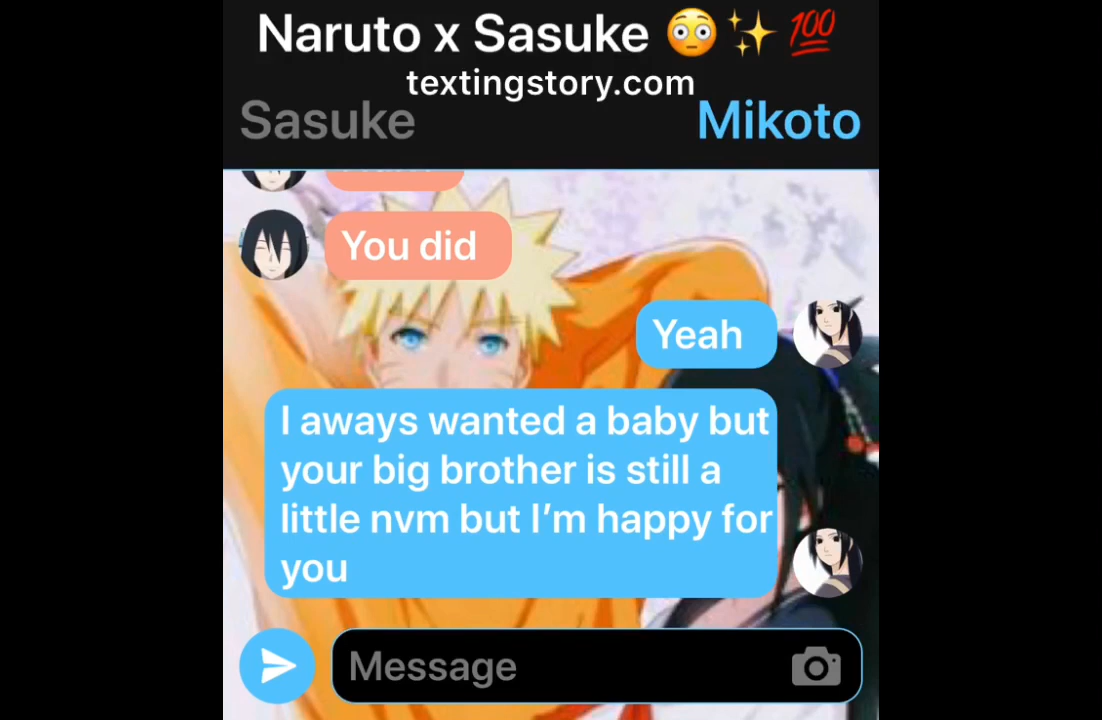 Naruto x Sasuke 😳✨💯
textingstory.com
Sasuke
Mikoto
You did
Yeah
I aways wanted a baby but
your big brother is still a
little nvm but I’m happy for
you
Message